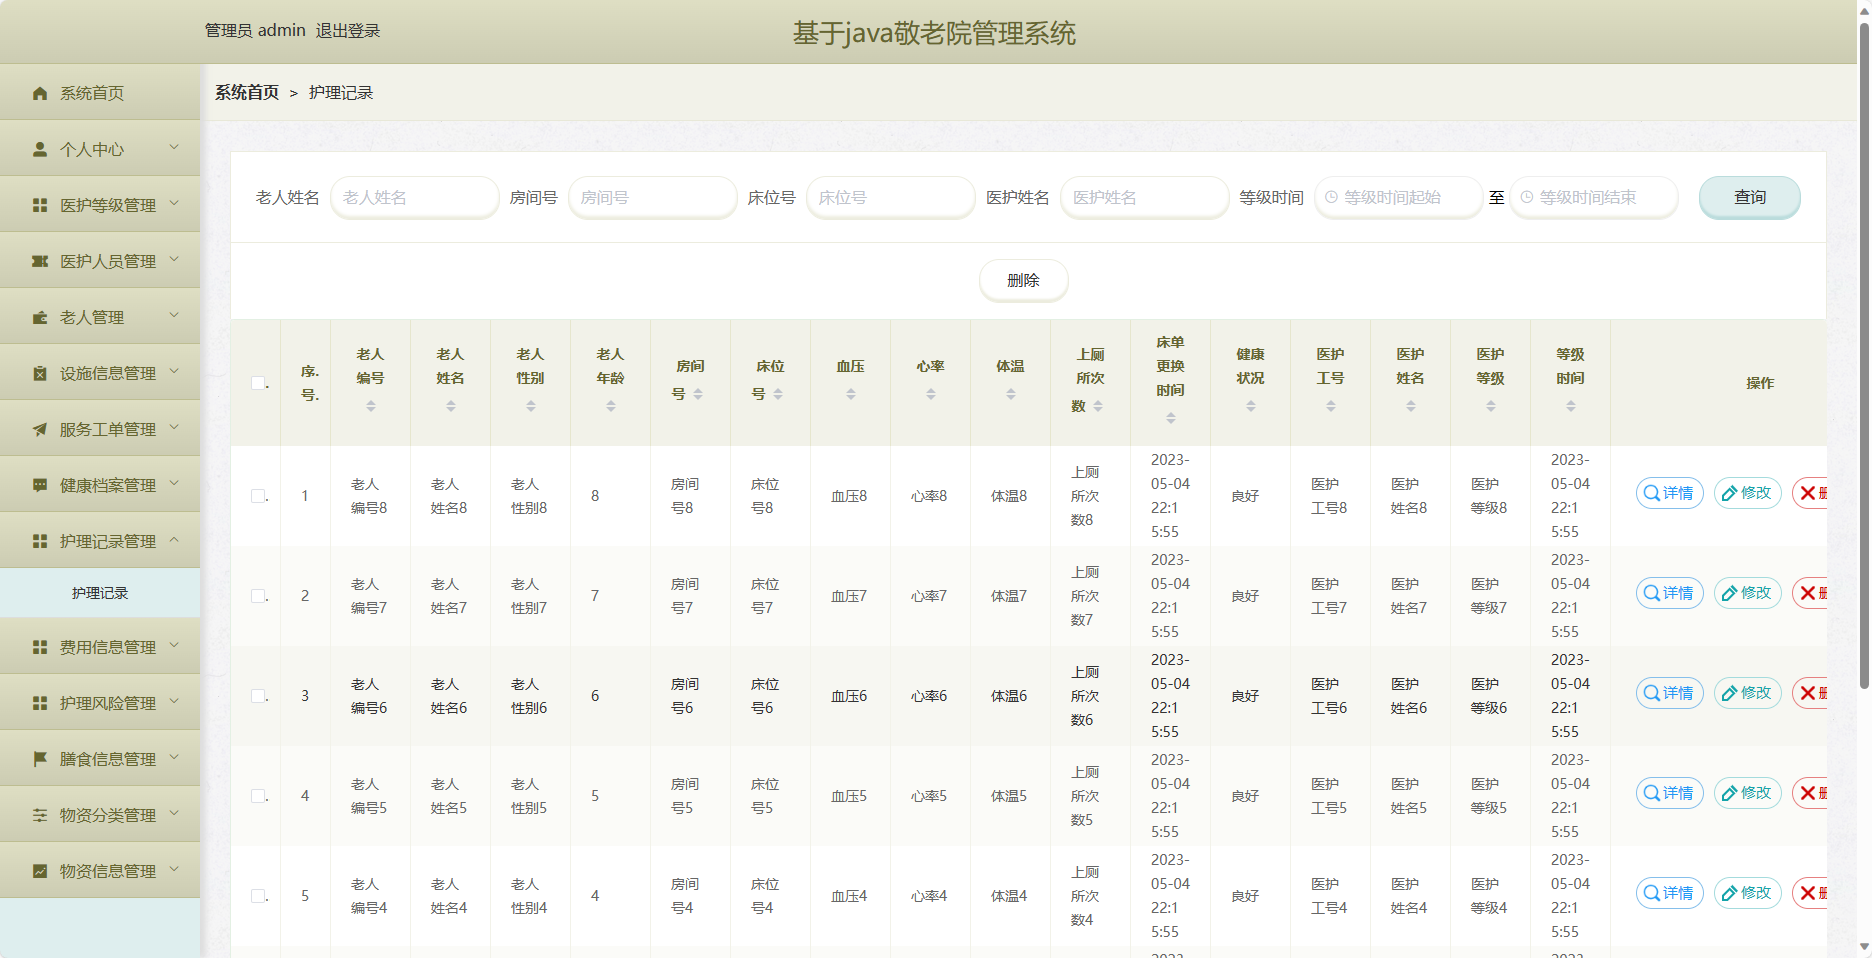 管理员 admin 退出登录
基于java敬老院管理系统
系统首页
个人中心
医护等级管理
医护人员管理
老人管理
设施信息管理
服务工单管理
健康档案管理
护理记录管理
护理记录
费用信息管理
护理风险管理
膳食信息管理
物资分类管理
物资信息管理
系统首页 > 护理记录
老人姓名 老人姓名 房间号 房间号 床位号 床位号 医护姓名 医护姓名 等级时间 等级时间起始 至 等级时间结束 查询
删除
序号 老人编号 老人姓名 老人性别 老人年龄 房间号 床位号 血压 心率 体温 上厕所次数 床单更换时间 健康状况 医护工号 医护姓名 医护等级 等级时间 操作
1 老人编号8 老人姓名8 老人性别8 8 房间号8 床位号8 血压8 心率8 体温8 上厕所次数8 2023-05-04 22:15:55 良好 医护工号8 医护姓名8 医护等级8 2023-05-04 22:15:55 详情 修改
2 老人编号7 老人姓名7 老人性别7 7 房间号7 床位号7 血压7 心率7 体温7 上厕所次数7 2023-05-04 22:15:55 良好 医护工号7 医护姓名7 医护等级7 2023-05-04 22:15:55 详情 修改
3 老人编号6 老人姓名6 老人性别6 6 房间号6 床位号6 血压6 心率6 体温6 上厕所次数6 2023-05-04 22:15:55 良好 医护工号6 医护姓名6 医护等级6 2023-05-04 22:15:55 详情 修改
4 老人编号5 老人姓名5 老人性别5 5 房间号5 床位号5 血压5 心率5 体温5 上厕所次数5 2023-05-04 22:15:55 良好 医护工号5 医护姓名5 医护等级5 2023-05-04 22:15:55 详情 修改
5 老人编号4 老人姓名4 老人性别4 4 房间号4 床位号4 血压4 心率4 体温4 上厕所次数4 2023-05-04 22:15:55 良好 医护工号4 医护姓名4 医护等级4 2023-05-04 22:15:55 详情 修改